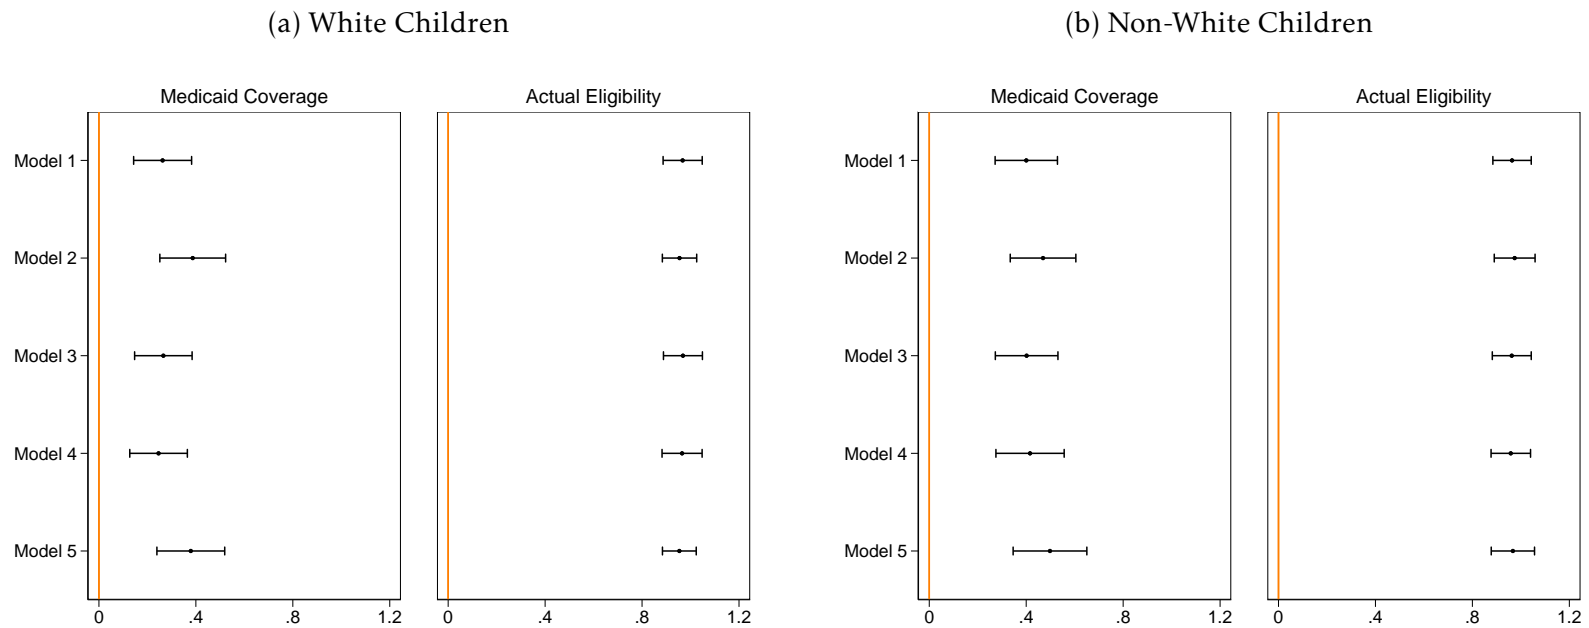 (a) White Children
Medicaid Coverage
Actual Eligibility
Model 1
Model 2
Model 3
Model 4
Model 5
0 .4 .8 1.2
0 .4 .8 1.2
(b) Non-White Children
Medicaid Coverage
Actual Eligibility
Model 1
Model 2
Model 3
Model 4
Model 5
0 .4 .8 1.2
0 .4 .8 1.2